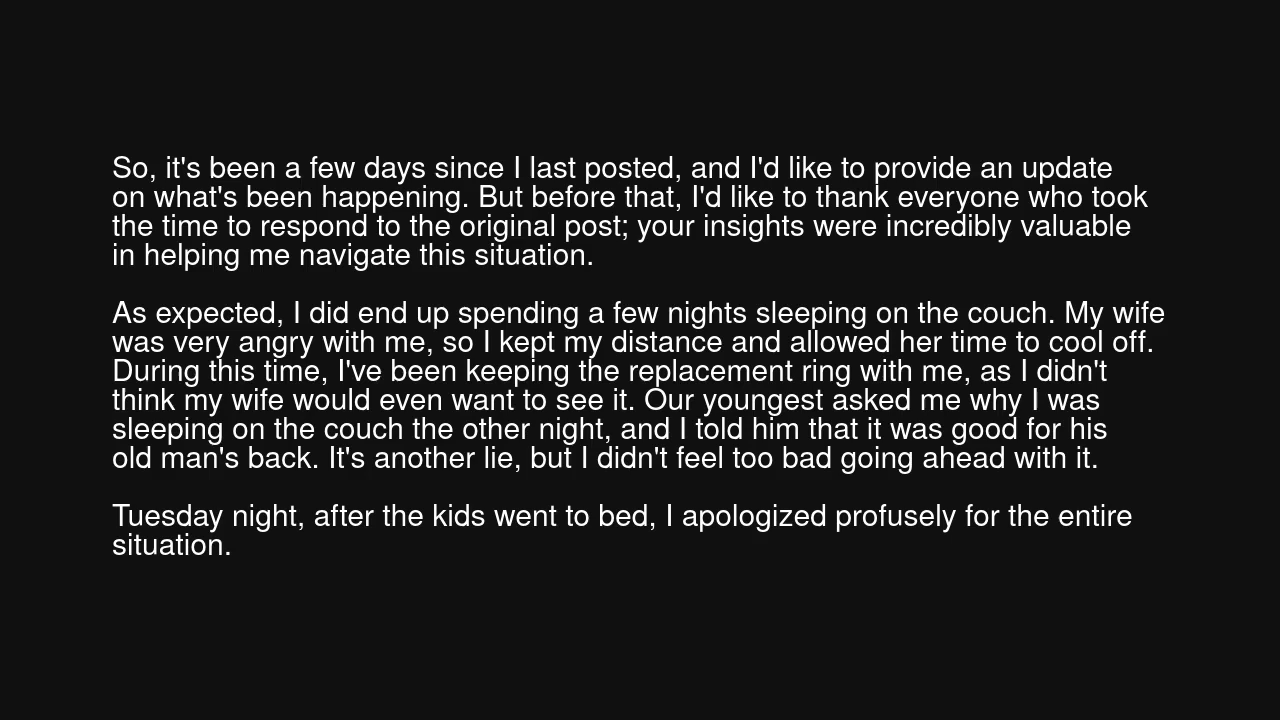 So, it's been a few days since I last posted, and I'd like to provide an update
on what's been happening. But before that, I'd like to thank everyone who took
the time to respond to the original post; your insights were incredibly valuable
in helping me navigate this situation.
As expected, I did end up spending a few nights sleeping on the couch. My wife
was very angry with me, so I kept my distance and allowed her time to cool off.
During this time, I've been keeping the replacement ring with me, as I didn't
think my wife would even want to see it. Our youngest asked me why I was
sleeping on the couch the other night, and I told him that it was good for his
old man's back. It's another lie, but I didn't feel too bad going ahead with it.
Tuesday night, after the kids went to bed, I apologized profusely for the entire
situation.